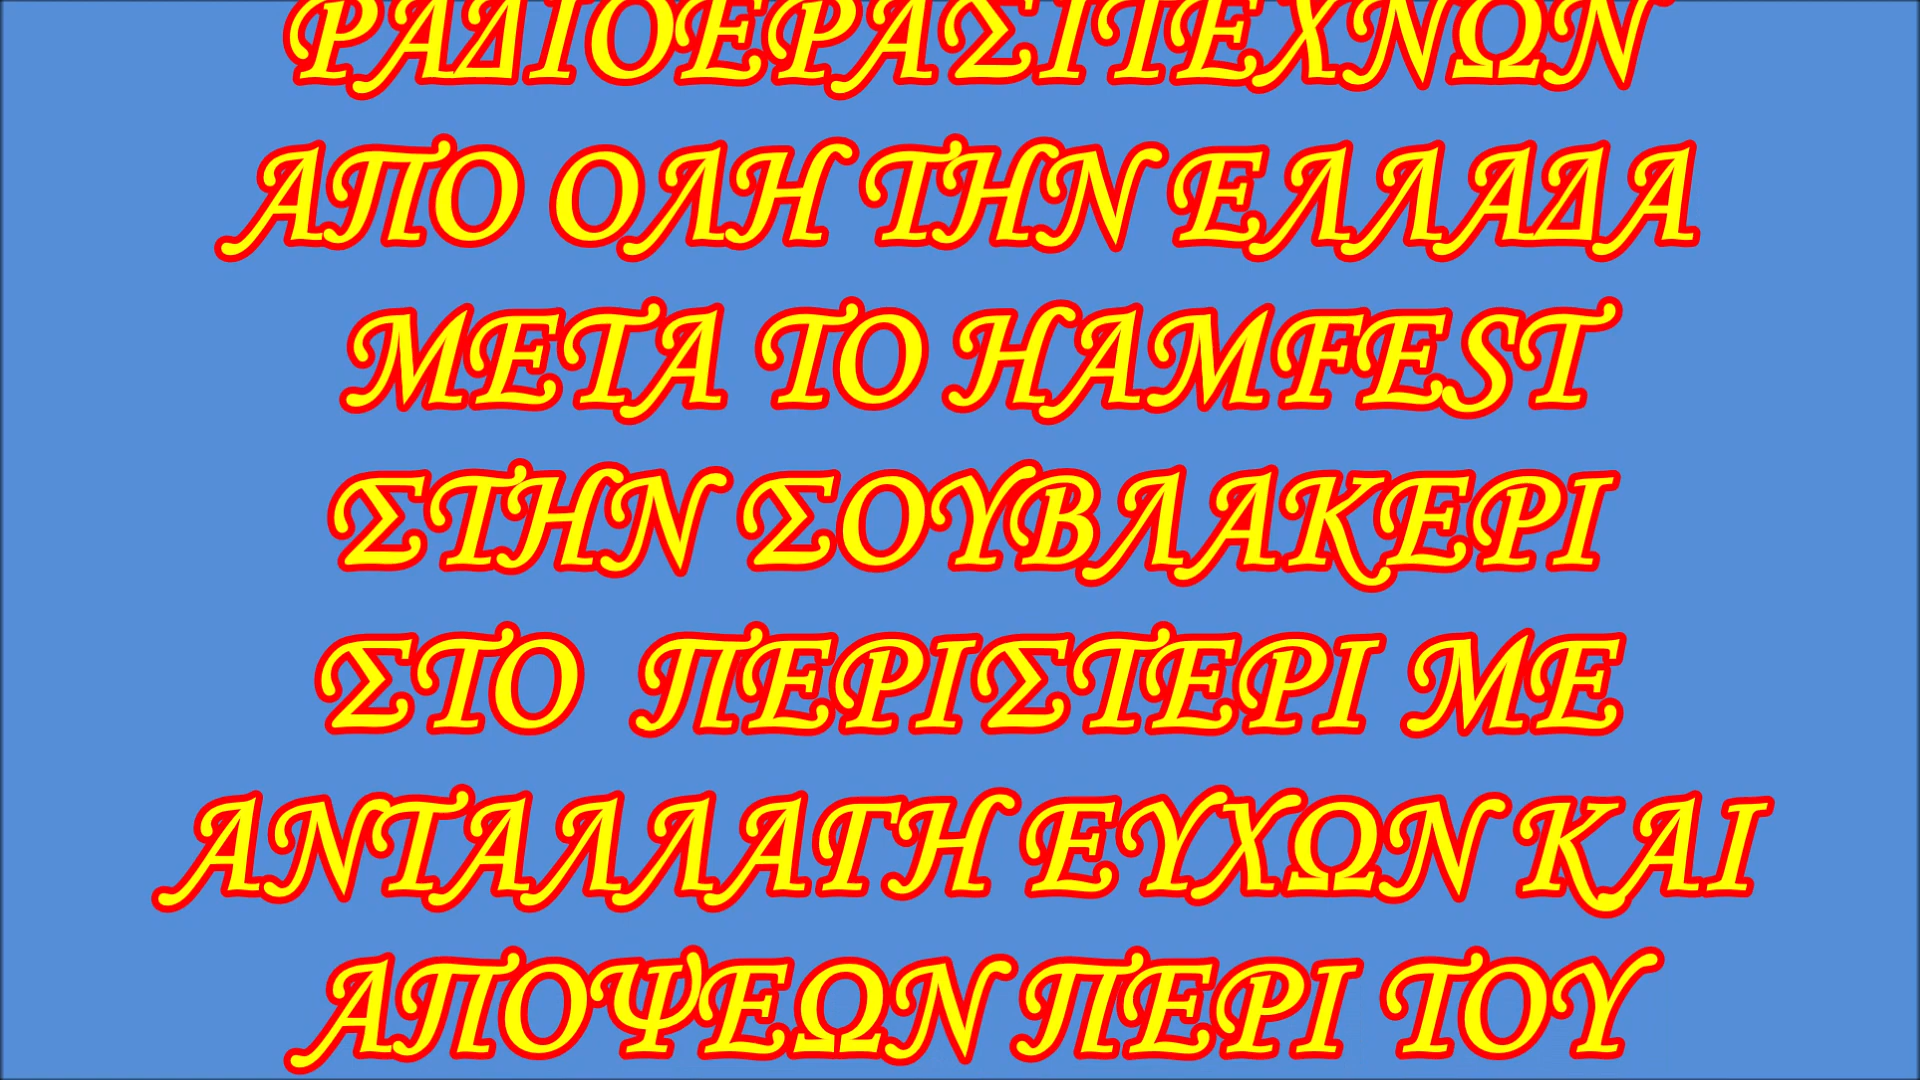 ΡΑΔΙΟΕΡΑΣΙΤΕΧΝΩΝ
ΑΠΟ ΟΛΗ ΤΗΝ ΕΛΛΑΔΑ
ΜΕΤΑ ΤΟ HAMFEST
ΣΤΗΝ ΣΟΥΒΛΑΚΕΡΙ
ΣΤΟ ΠΕΡΙΣΤΕΡΙ ΜΕ
ΑΝΤΑΛΛΑΓΗ ΕΥΧΩΝ ΚΑΙ
ΑΠΟΨΕΩΝ ΠΕΡΙ ΤΟΥ